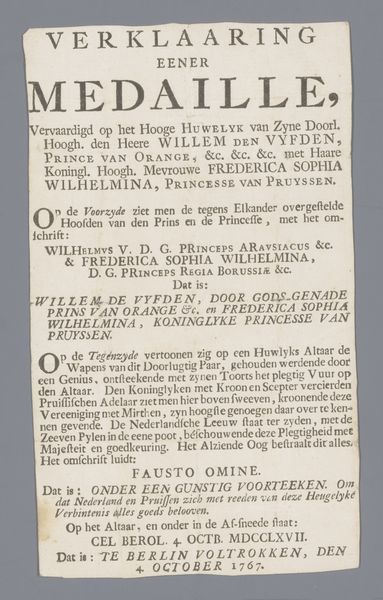 VERKLAARING
EENER
MEDAILLE,
Vervaardigd op het Hooge HUWELYK van Zyne Doorl.
Hoogh. den Heere WILLEM DEN VYFDEN,
PRINCE VAN ORANGE, &c. &c. &c. met Haare
Koningl. Hoogh. Mevrouwe FREDERICA SOPHIA
WILHELMINA, PRINCESSE VAN PRUYSSEN.
Op de Voorzyde ziet men de tegens Elkander overgestelde
Hoofden van den Prins en de Princesse, met het om-
schrift:
WILHelmvs V. D. G. PRinceps ARavsiacus &c.
& FREDERICA SOPHIA WILHELMINA,
D. G. PRinceps Regia Borussiæ &c.
Dat is:
WILLEM DE VYFDEN, DOOR GODS-GENADE
PRINS VAN ORANGE &c. en FREDERICA SOPHIA
WILHELMINA, KONINGLYKE PRINCESSE VAN
PRUYSSEN.
Op de Tegenzyde vertoonen zig op een Huwlyks Altaar de
Wapens van dit Doorlugtig Paar, gehouden werdende door
een Genius, ontsteekende met zynen Toorts het plegtig Vuur op
den Altaar. Den Koninglyken met Kroon en Scepter vercierden
Pruissischen Adelaar ziet men hier boven sweeven, kroonende deze
Vereeniging met Mirthen, zyn hoogste genoegen daar over te ken-
nen gevende. De Nederlandsche Leeuw staat ter zyden, met de
Zeeven Pylen in de eene poot, béschouwende deze Plegtigheid met
Majesteit en goedkeuring. Het Alziende Oog bestraalt dit alles.
Het omschrift luidt:
FAUSTO OMINE.
Dat is: ONDER EEN GUNSTIG VOORTEEKEN. Om
dat Nederland en Pruissen zich met reeden van deze Heugelyke
Verbintenis alles goeds belooven.
Op het Altaar, en onder in de Af-sneede staat:
CEL BEROL. 4 OCTB. MDCCLXVII.
Dat is: TE BERLIN VOLTROKKEN, DEN
4 OCTOBER 1767.